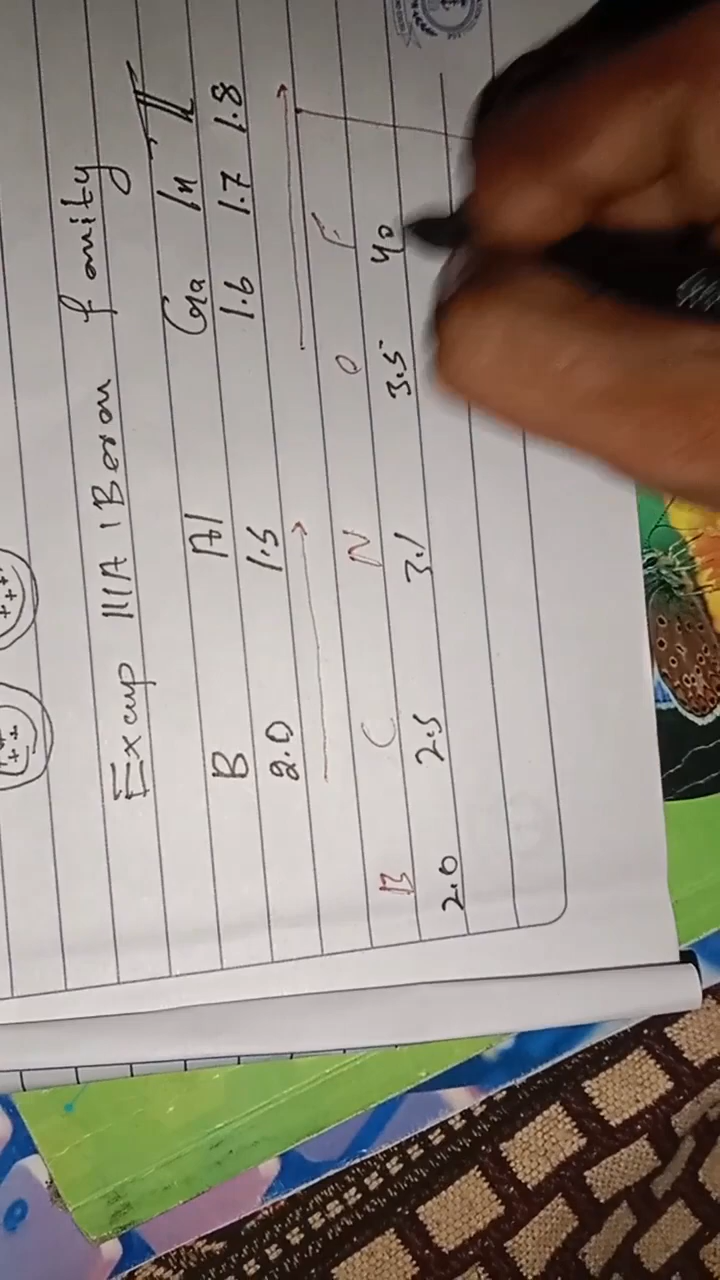 Excep IIIA / Boron family
B Al Ga In Tl
2.0 1.5 1.6 1.7 1.8
B C N O F
2.0 2.5 3.1 3.5 4.0